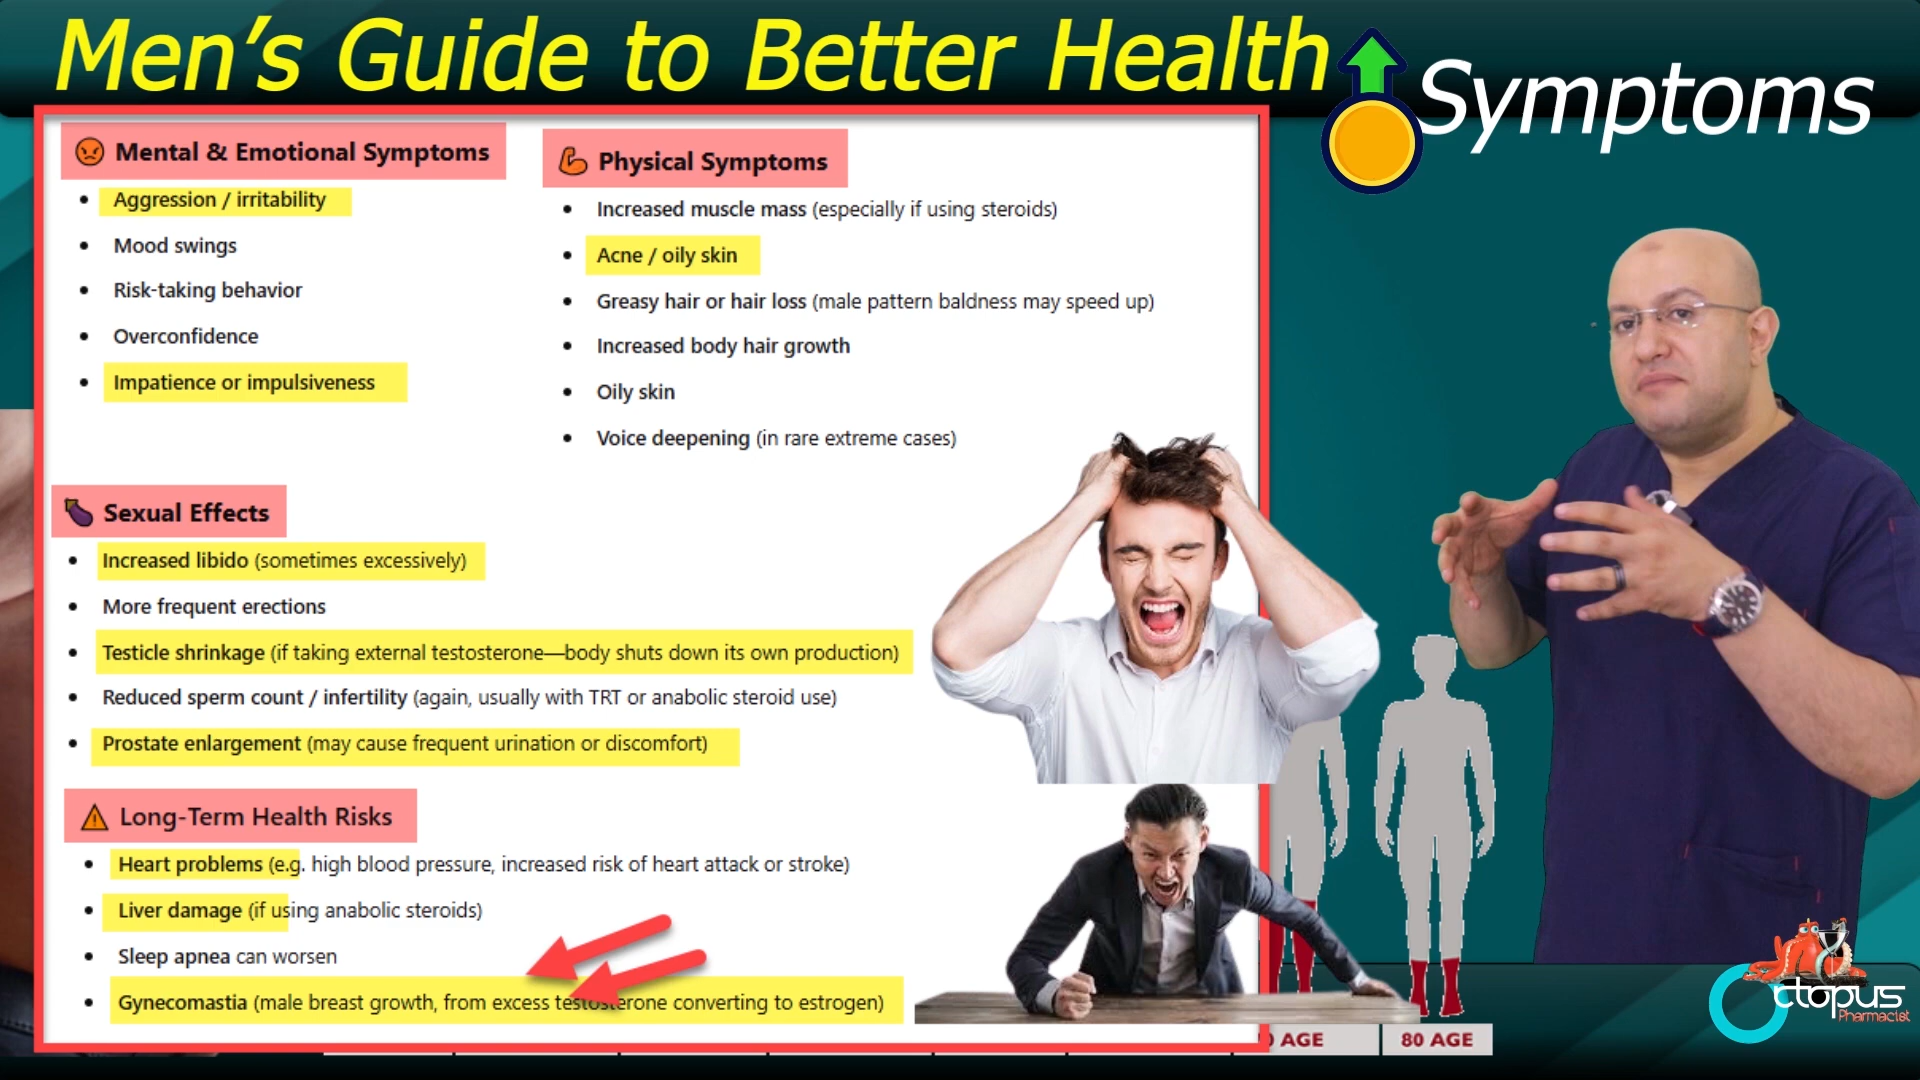 Men's Guide to Better Health
Symptoms
Mental & Emotional Symptoms
Aggression / irritability
Mood swings
Risk-taking behavior
Overconfidence
Impatience or impulsiveness
Physical Symptoms
Increased muscle mass (especially if using steroids)
Acne / oily skin
Greasy hair or hair loss (male pattern baldness may speed up)
Increased body hair growth
Oily skin
Voice deepening (in rare extreme cases)
Sexual Effects
Increased libido (sometimes excessively)
More frequent erections
Testicle shrinkage (if taking external testosterone—body shuts down its own production)
Reduced sperm count / infertility (again, usually with TRT or anabolic steroid use)
Prostate enlargement (may cause frequent urination or discomfort)
Long-Term Health Risks
Heart problems (e.g. high blood pressure, increased risk of heart attack or stroke)
Liver damage (if using anabolic steroids)
Sleep apnea can worsen
Gynecomastia (male breast growth, from excess testosterone converting to estrogen)
AGE
80 AGE
Octopus
Pharmacist